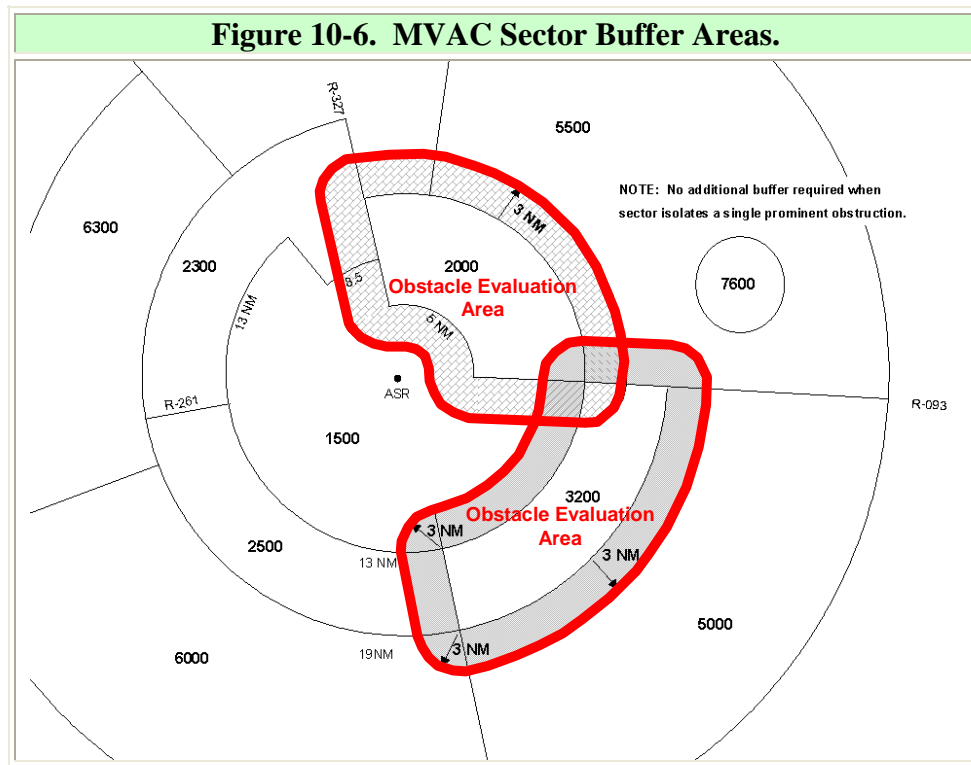 Figure 10-6.  MVAC Sector Buffer Areas.
R-327
5500
NOTE:  No additional buffer required when
sector isolates a single prominent obstruction.
6300
2300
2000
7600
8.5
Obstacle Evaluation
Area
13 NM
5 NM
3 NM
ASR
R-261
R-093
1500
3200
Obstacle Evaluation
Area
3 NM
2500
13 NM
3 NM
5000
6000
19NM
3 NM